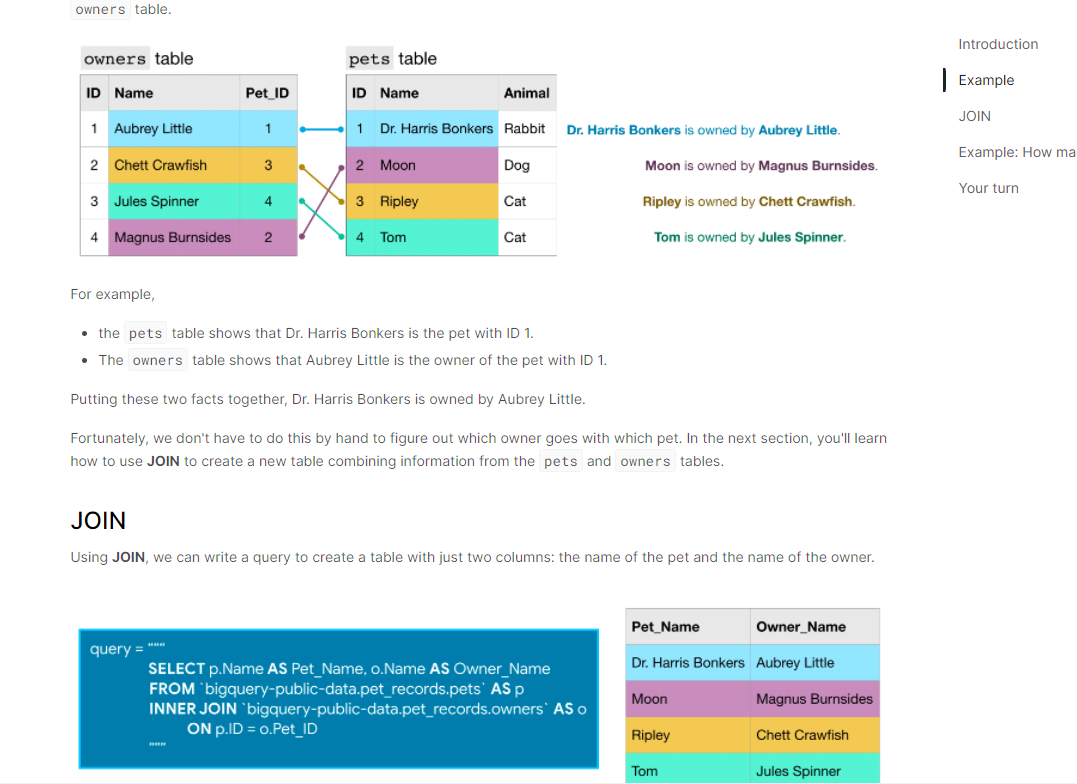 owners table.
Introduction
Example
JOIN
Example: How ma
Your turn
owners table
ID Name Pet_ID
1 Aubrey Little 1
2 Chett Crawfish 3
3 Jules Spinner 4
4 Magnus Burnsides 2
pets table
ID Name Animal
1 Dr. Harris Bonkers Rabbit
2 Moon Dog
3 Ripley Cat
4 Tom Cat
Dr. Harris Bonkers is owned by Aubrey Little.
Moon is owned by Magnus Burnsides.
Ripley is owned by Chett Crawfish.
Tom is owned by Jules Spinner.
For example,
• the pets table shows that Dr. Harris Bonkers is the pet with ID 1.
• The owners table shows that Aubrey Little is the owner of the pet with ID 1.
Putting these two facts together, Dr. Harris Bonkers is owned by Aubrey Little.
Fortunately, we don't have to do this by hand to figure out which owner goes with which pet. In the next section, you'll learn
how to use JOIN to create a new table combining information from the pets and owners tables.
JOIN
Using JOIN, we can write a query to create a table with just two columns: the name of the pet and the name of the owner.
query = """
SELECT p.Name AS Pet_Name, o.Name AS Owner_Name
FROM `bigquery-public-data.pet_records.pets` AS p
INNER JOIN `bigquery-public-data.pet_records.owners` AS o
ON p.ID = o.Pet_ID
"""
Pet_Name Owner_Name
Dr. Harris Bonkers Aubrey Little
Moon Magnus Burnsides
Ripley Chett Crawfish
Tom Jules Spinner